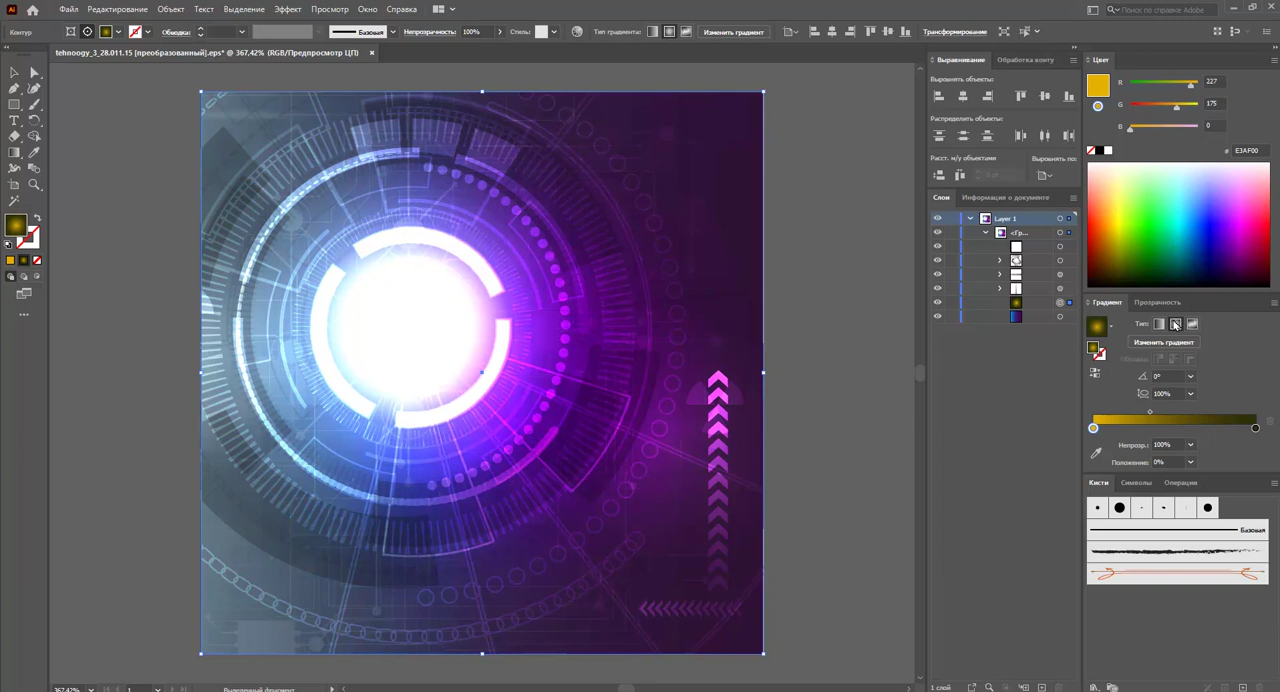 Ai
Файл Редактирование Объект Текст Выделение Эффект Просмотр Окно Справка
Поиск по справке Adobe
Контур Обводка: Базовая Непрозрачность: 100% Стиль: Тип градиента: Изменить градиент Трансформирование
tehnoogy_3_28.011.15 [преобразованный].eps* @ 367,42% (RGB/Предпросмотр ЦП)
Выравнивание Обработка конту
Цвет
Выровнять объекты:
R 227
G 175
Распределить объекты:
B 0
# E3AF00
Расст. м/у объектами Выровнять по:
0 pt
Слои Информация о документе
Layer 1
<Гр...
Градиент Прозрачность
Тип:
Изменить градиент
0°
100%
Непрозр.: 100%
Положение: 0%
Кисти Символы Операции
Базовая
367,42% 1 Выделенный фрагмент
1 слой